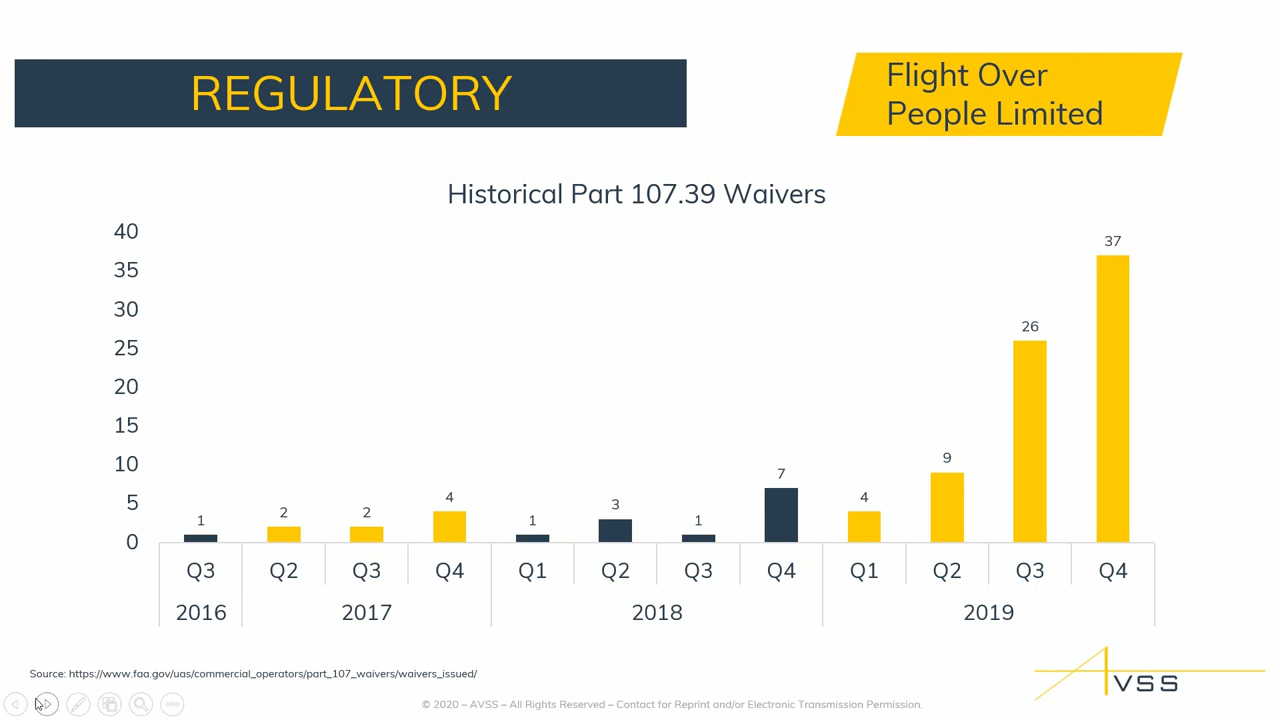 REGULATORY
Flight Over
People Limited
Historical Part 107.39 Waivers
40
35
30
25
20
15
10
5
0
1
2
2
4
1
3
1
7
4
9
26
37
Q3 Q2 Q3 Q4 Q1 Q2 Q3 Q4 Q1 Q2 Q3 Q4
2016 2017 2018 2019
Source: https://www.faa.gov/uas/commercial_operators/part_107_waivers/waivers_issued/
AVSS
© 2020 – AVSS – All Rights Reserved – Contact for Reprint and/or Electronic Transmission Permission.